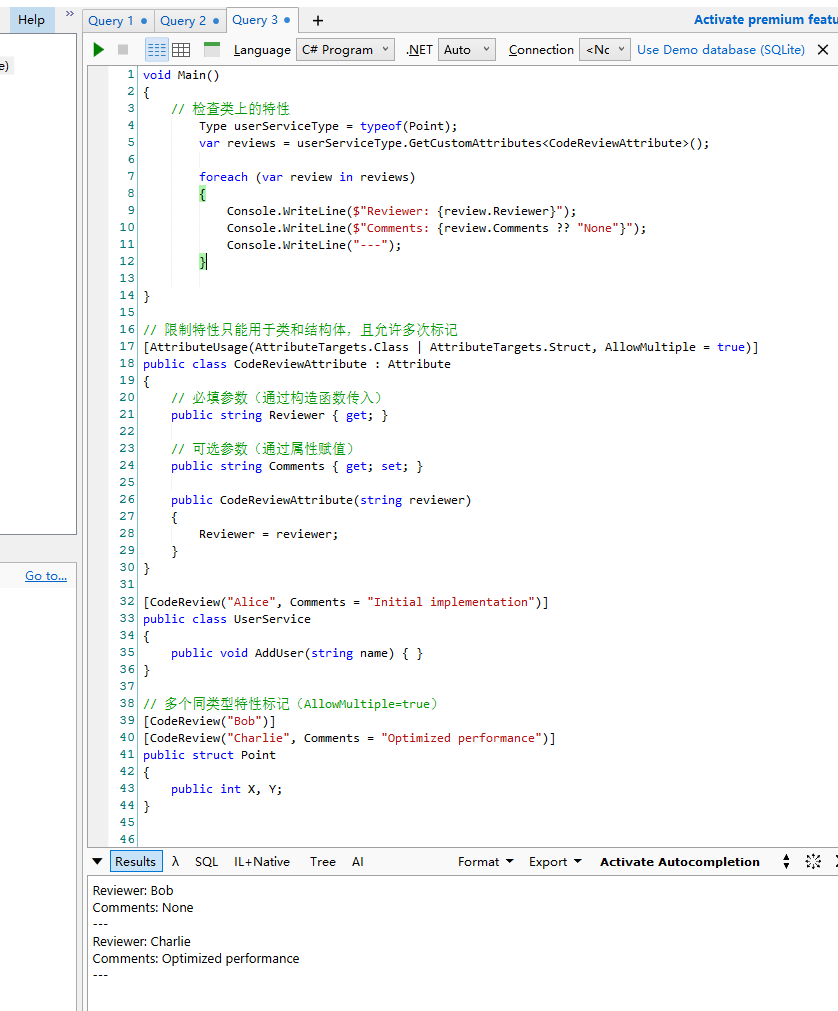 Help
»
Query 1
Query 2
Query 3
+
Activate premium featu
e)
Language C# Program .NET Auto Connection <Nc Use Demo database (SQLite)
1 void Main()
2 {
3 // 检查类上的特性
4 Type userServiceType = typeof(Point);
5 var reviews = userServiceType.GetCustomAttributes<CodeReviewAttribute>();
6
7 foreach (var review in reviews)
8 {
9 Console.WriteLine($"Reviewer: {review.Reviewer}");
10 Console.WriteLine($"Comments: {review.Comments ?? "None"}");
11 Console.WriteLine("---");
12 }
13
14 }
15
16 // 限制特性只能用于类和结构体，且允许多次标记
17 [AttributeUsage(AttributeTargets.Class | AttributeTargets.Struct, AllowMultiple = true)]
18 public class CodeReviewAttribute : Attribute
19 {
20 // 必填参数（通过构造函数传入）
21 public string Reviewer { get; }
22
23 // 可选参数（通过属性赋值）
24 public string Comments { get; set; }
25
26 public CodeReviewAttribute(string reviewer)
27 {
28 Reviewer = reviewer;
29 }
30 }
31
32 [CodeReview("Alice", Comments = "Initial implementation")]
33 public class UserService
34 {
35 public void AddUser(string name) { }
36 }
37
38 // 多个同类型特性标记（AllowMultiple=true）
39 [CodeReview("Bob")]
40 [CodeReview("Charlie", Comments = "Optimized performance")]
41 public struct Point
42 {
43 public int X, Y;
44 }
45
46
Go to...
Results λ SQL IL+Native Tree AI Format Export Activate Autocompletion
Reviewer: Bob
Comments: None
---
Reviewer: Charlie
Comments: Optimized performance
---